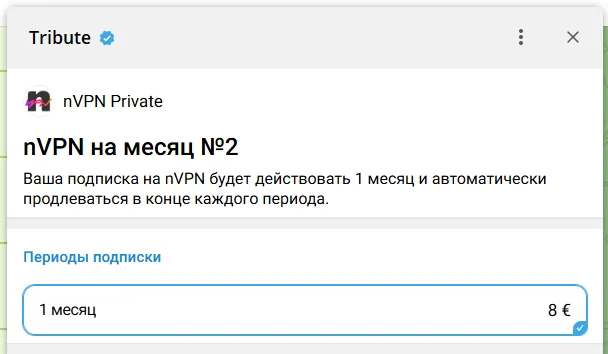 Tribute
nVPN Private
nVPN на месяц №2
Ваша подписка на nVPN будет действовать 1 месяц и автоматически
продлеваться в конце каждого периода.
Периоды подписки
1 месяц 8 €